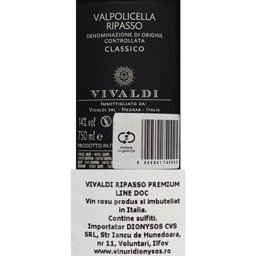 VALPOLICELLA
RIPASSO
DENOMINAZIONE DI ORIGINE
CONTROLLATA
CLASSICO
VIVALDI
IMBOTTIGLIATO DA:
VIVALDI SRL - NEGRAR - ITALIA
14% vol
750 ml e
PRODOTTO IN IT
VIVALDI RIPASSO PREMIUM
LINE DOC
Vin rosu produs si imbuteliat
in Italia.
Contine sulfiti.
Importator DIONYSOS CVS
SRL, Str Iancu de Hunedoara,
nr 11, Voluntari, Ilfov
www.vinuridionysos.ro